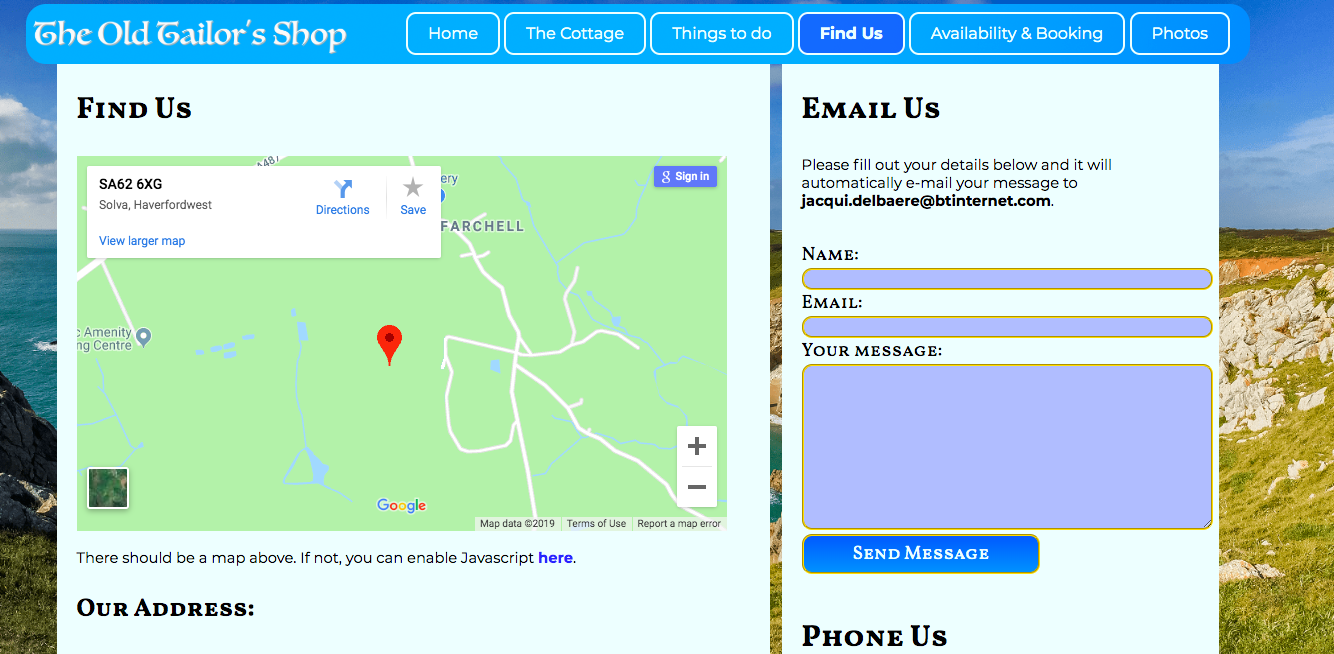 The Old Tailor's Shop
Home
The Cottage
Things to do
Find Us
Availability & Booking
Photos
Find Us
A487
SA62 6XG
Solva, Haverfordwest
Directions
Save
View larger map
Sign in
ery
FARCHELL
c Amenity
ng Centre
Google
Map data ©2019
Terms of Use
Report a map error
There should be a map above. If not, you can enable Javascript here.
Our Address:
Email Us
Please fill out your details below and it will
automatically e-mail your message to
jacqui.delbaere@btinternet.com.
Name:
Email:
Your message:
Send Message
Phone Us